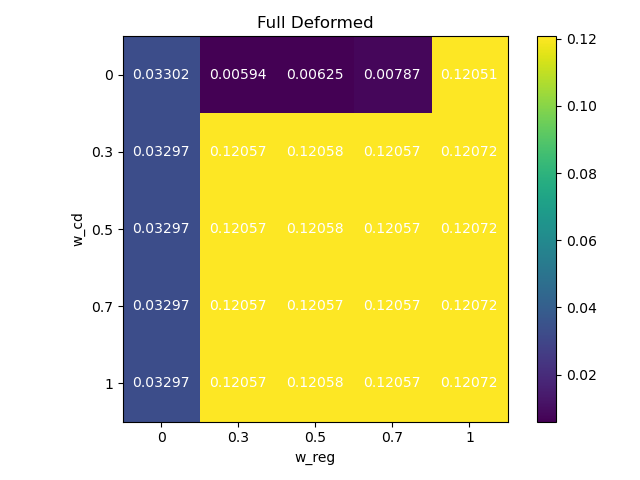 Full Deformed
0 0.03302 0.00594 0.00625 0.00787 0.12051
0.3 0.03297 0.12057 0.12058 0.12057 0.12072
0.5 0.03297 0.12057 0.12058 0.12057 0.12072
0.7 0.03297 0.12057 0.12058 0.12057 0.12072
1 0.03297 0.12057 0.12058 0.12057 0.12072
w_cd
0 0.3 0.5 0.7 1
w_reg
0.12
0.10
0.08
0.06
0.04
0.02